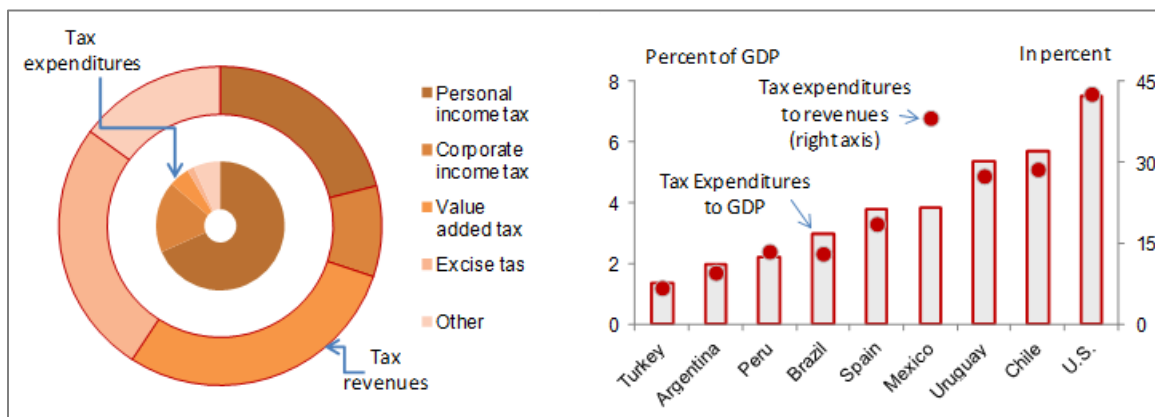 Tax
expenditures
Personal
income tax
Corporate
income tax
Value
added tax
Excise tas
Other
Tax
revenues
Percent of GDP
In percent
8
6
4
2
0
45
30
15
0
Tax expenditures
to revenues
(right axis)
Tax Expenditures
to GDP
Turkey
Argentina
Peru
Brazil
Spain
Mexico
Uruguay
Chile
U.S.